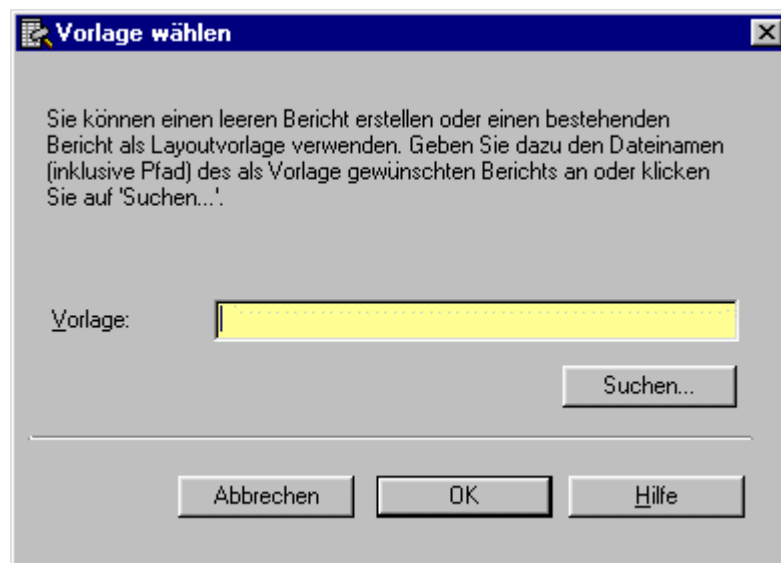 Vorlage wählen
Sie können einen leeren Bericht erstellen oder einen bestehenden
Bericht als Layoutvorlage verwenden. Geben Sie dazu den Dateinamen
(inklusive Pfad) des als Vorlage gewünschten Berichts an oder klicken
Sie auf 'Suchen...'.
Vorlage:
Suchen...
Abbrechen OK Hilfe